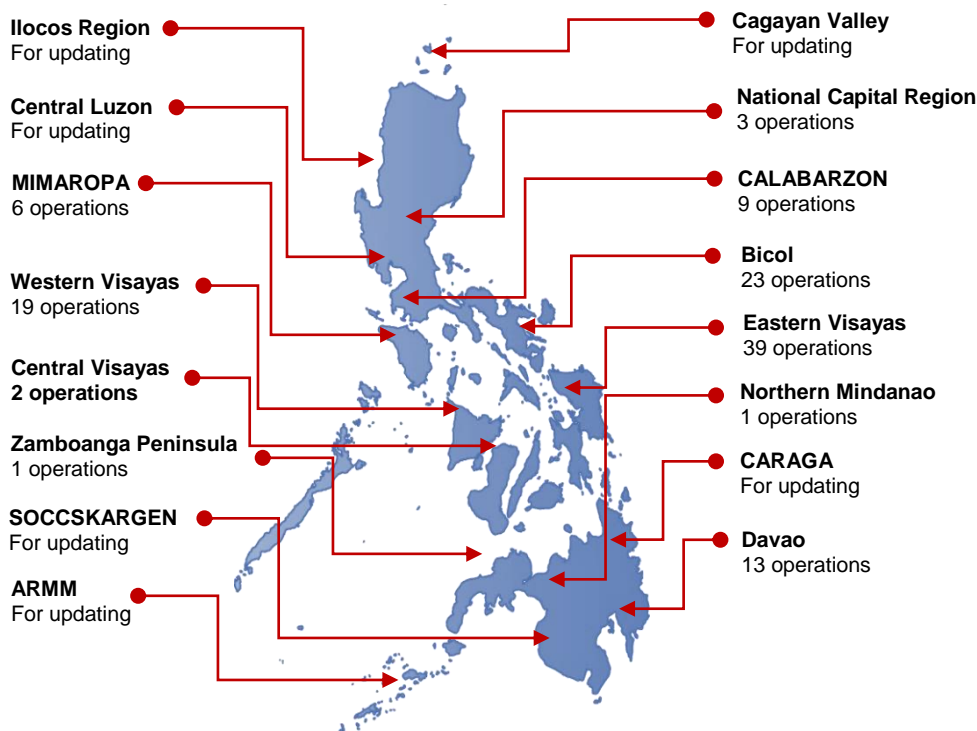 Ilocos Region
For updating
Central Luzon
For updating
MIMAROPA
6 operations
Western Visayas
19 operations
Central Visayas
2 operations
Zamboanga Peninsula
1 operations
SOCCSKARGEN
For updating
ARMM
For updating
Cagayan Valley
For updating
National Capital Region
3 operations
CALABARZON
9 operations
Bicol
23 operations
Eastern Visayas
39 operations
Northern Mindanao
1 operations
CARAGA
For updating
Davao
13 operations